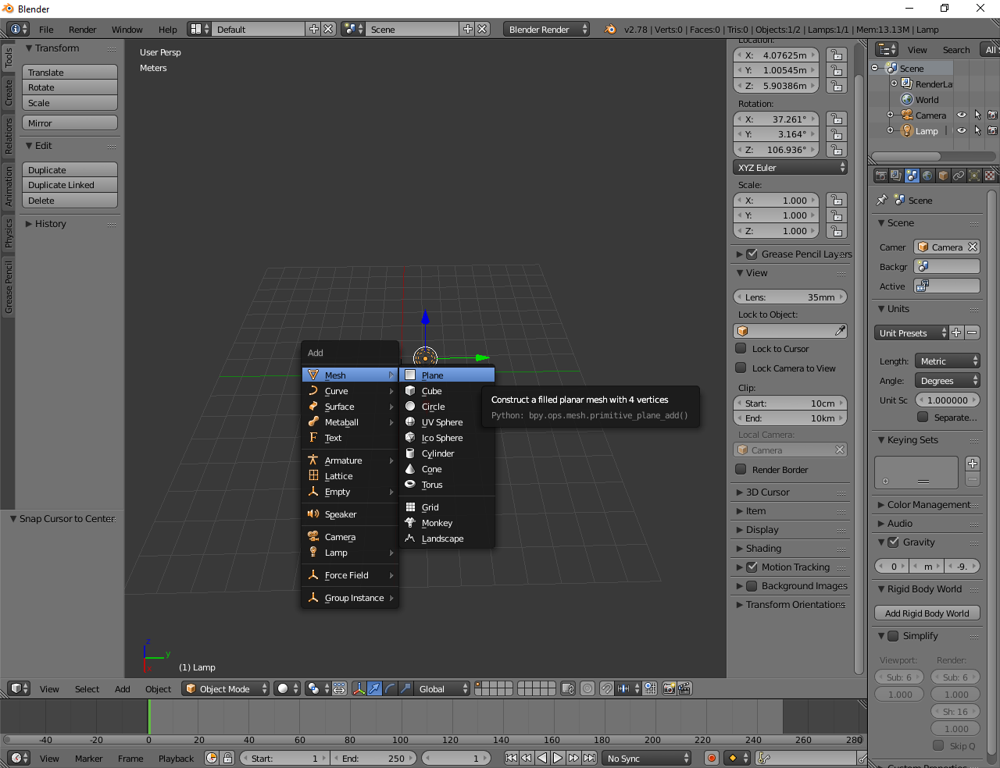 Blender
File Render Window Help Default Scene Blender Render v2.78 | Verts:0 | Faces:0 | Tris:0 | Objects:1/2 | Lamps:1/1 | Mem:13.13M | Lamp
Tools
Create
Relations
Animation
Physics
Grease Pencil
Transform
Translate
Rotate
Scale
Mirror
Edit
Duplicate
Duplicate Linked
Delete
History
Snap Cursor to Center
User Persp
Meters
Add
Mesh
Curve
Surface
Metaball
Text
Armature
Lattice
Empty
Speaker
Camera
Lamp
Force Field
Group Instance
Plane
Cube
Circle
UV Sphere
Ico Sphere
Cylinder
Cone
Torus
Grid
Monkey
Landscape
Construct a filled planar mesh with 4 vertices
Python: bpy.ops.mesh.primitive_plane_add()
z
y
x
(1) Lamp
Location:
X: 4.07625m
Y: 1.00545m
Z: 5.90386m
Rotation:
X: 37.261°
Y: 3.164°
Z: 106.936°
XYZ Euler
Scale:
X: 1.000
Y: 1.000
Z: 1.000
Grease Pencil Layers
View
Lens: 35mm
Lock to Object:
Lock to Cursor
Lock Camera to View
Clip:
Start: 10cm
End: 10km
Local Camera:
Camera
Render Border
3D Cursor
Item
Display
Shading
Motion Tracking
Background Images
Transform Orientations
View Search All S
Scene
RenderLa
World
Camera
Lamp
Scene
Scene
Camer Camera
Backgr
Active
Units
Unit Presets
Length: Metric
Angle: Degrees
Unit Sc 1.000000
Separate...
Keying Sets
Color Management
Audio
Gravity
0 m -9.
Rigid Body World
Add Rigid Body World
Simplify
Viewport: Render:
Sub: 6 Sub: 6
1.000 1.000
Sh: 16
1.000
Skip Q
Custom Properties
View Select Add Object Object Mode Global
-40 -20 0 20 40 60 80 100 120 140 160 180 200 220 240 260 280
View Marker Frame Playback Start: 1 End: 250 1 No Sync